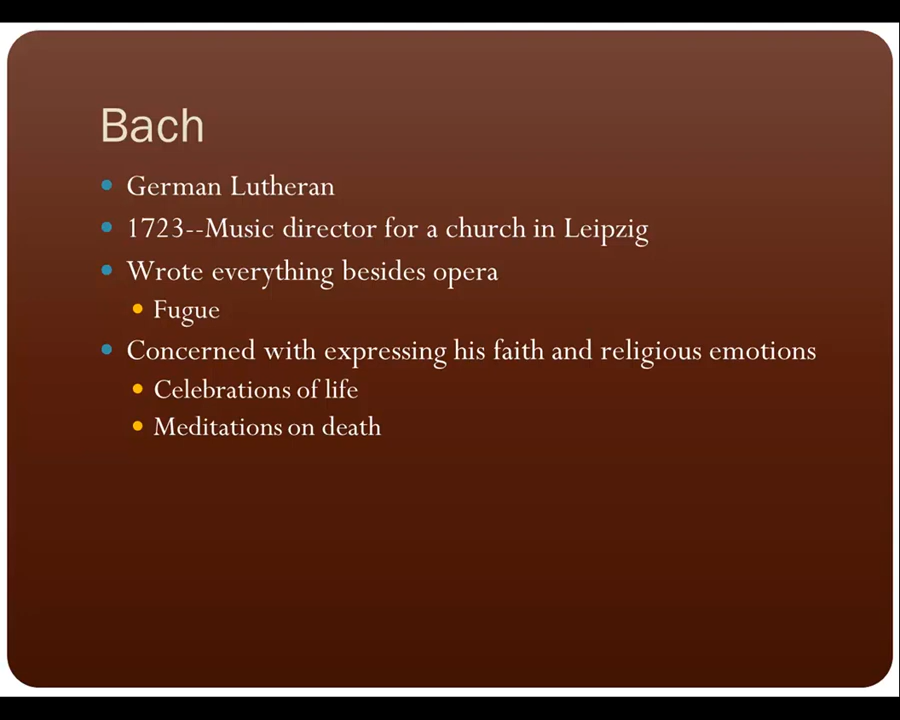 Bach
German Lutheran
1723--Music director for a church in Leipzig
Wrote everything besides opera
Fugue
Concerned with expressing his faith and religious emotions
Celebrations of life
Meditations on death